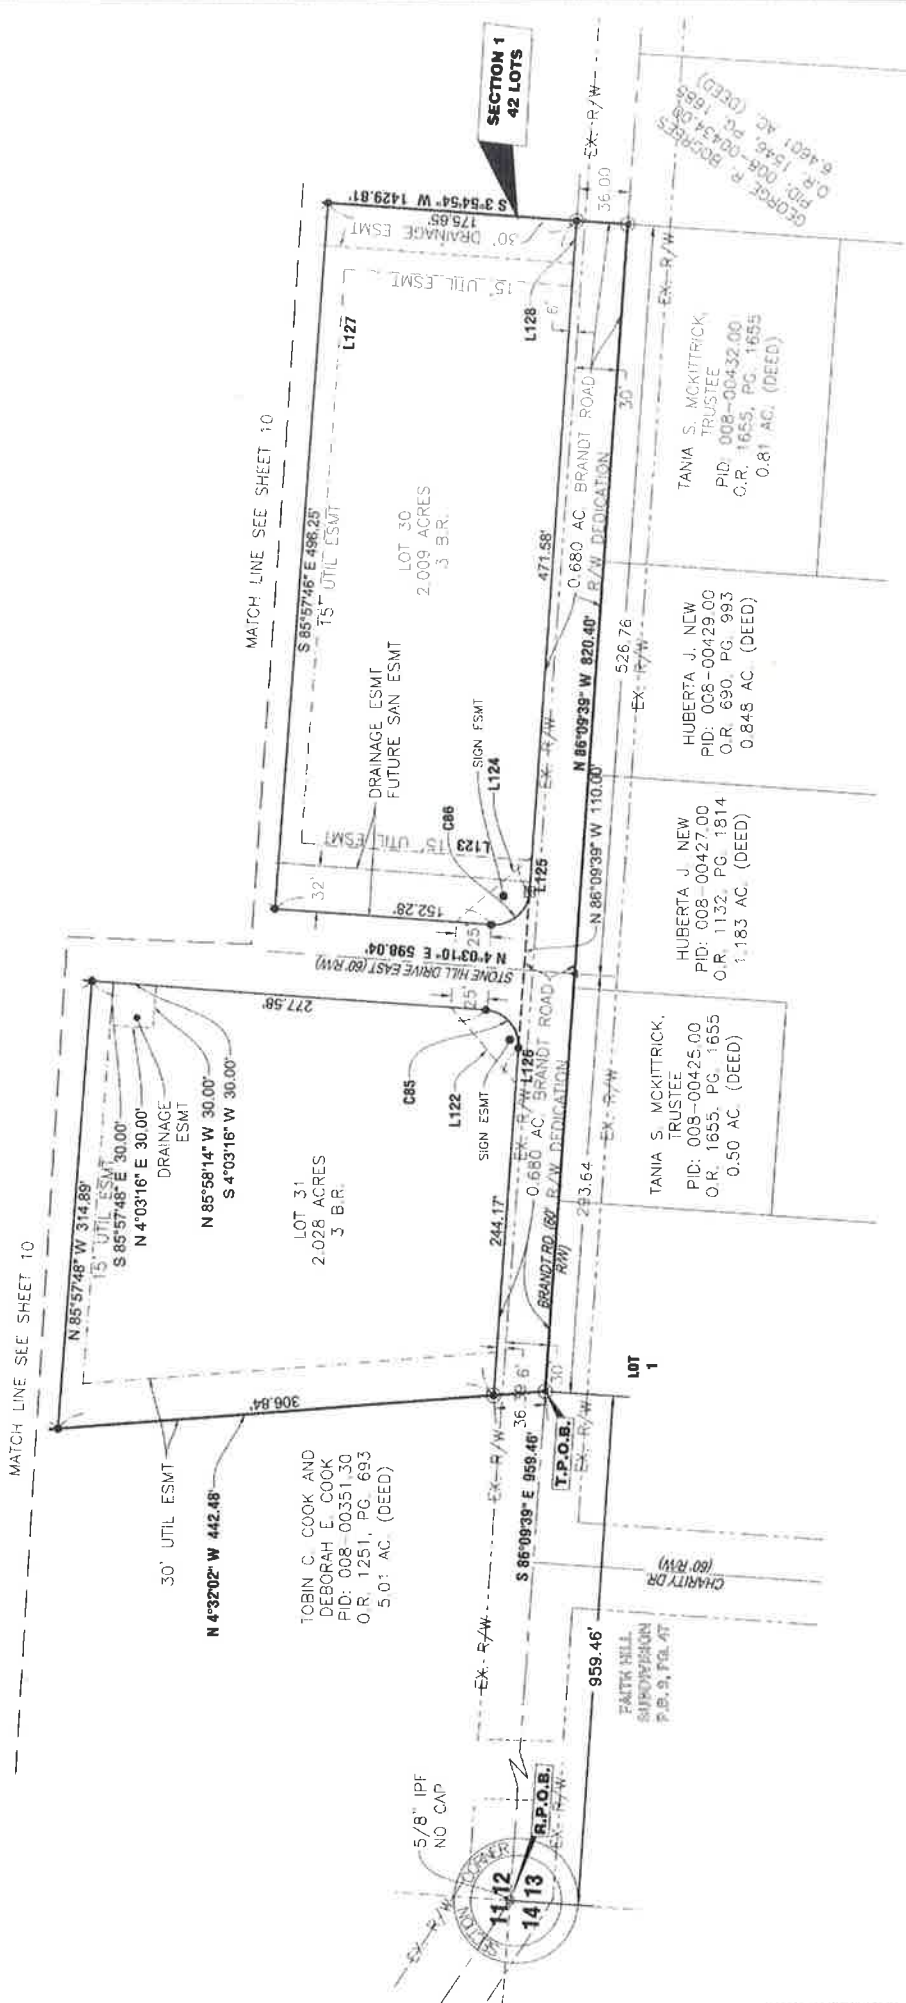 MATCH LINE SEE SHEET 10
MATCH LINE SEE SHEET 10
SECTION 1
42 LOTS
S 3°54'54" W 1429.81'
175.65'
30' DRAINAGE ESMT
15' UTIL ESMT
L127
S 85°57'46" E 496.25'
15' UTIL ESMT
LOT 30
2.009 ACRES
3 B.R.
L128
6'
EX. R/W
36.00
GEORGE R. BOGREES
PID: 008-00434.00
O.R. 1546, PG. 1685
6.4601 AC. (DEED)
DRAINAGE ESMT
FUTURE SAN ESMT
SIGN ESMT
L124
C86
L123
15' UTIL ESMT
L125
32'
152.28'
25'
471.58'
0.680 AC. BRANDT ROAD
R/W DEDICATION
30'
EX. R/W
EX. R/W
N 86°09'39" W 820.40'
526.76
EX. R/W
N 86°09'39" W 110.00'
N 4°03'10" E 598.04'
STONE HILL DRIVE EAST (60' R/W)
277.58'
25'
C85
L122
SIGN ESMT
L126
N 85°57'48" W 314.89'
15' UTIL ESMT
S 85°57'48" E 30.00'
N 4°03'16" E 30.00'
DRAINAGE
ESMT
N 85°58'14" W 30.00'
S 4°03'16" W 30.00'
LOT 31
2.028 ACRES
3 B.R.
244.17'
EX. R/W
0.680 AC. BRANDT ROAD
R/W DEDICATION
BRANDT RD (60'
R/W)
293.64
EX. R/W
306.84'
30' UTIL ESMT
N 4°32'02" W 442.48'
TOBIN C. COOK AND
DEBORAH E. COOK
PID: 008-00351.30
O.R. 1251, PG. 693
5.01 AC. (DEED)
TANIA S. MCKITTRICK,
TRUSTEE
PID: 008-00432.00
O.R. 1655, PG. 1655
0.81 AC. (DEED)
HUBERTA J. NEW
PID: 008-00429.00
O.R. 690, PG. 993
0.848 AC. (DEED)
HUBERTA J. NEW
PID: 008-00427.00
O.R. 1132, PG. 1814
1.183 AC. (DEED)
TANIA S. MCKITTRICK,
TRUSTEE
PID: 008-00425.00
O.R. 1655, PG. 1655
0.50 AC. (DEED)
LOT
1
30'
6'
T.P.O.B.
EX. R/W
EX. R/W
S 86°09'39" E 959.46'
CHARITY DR
(60' R/W)
EX. R/W
959.46'
FAITH HILL
SUBDIVISION
P.B. 9, PG. 47
5/8" IPF
NO CAP
R.P.O.B.
EX. R/W
EX. R/W
SECTION CORNER
11 12
14 13